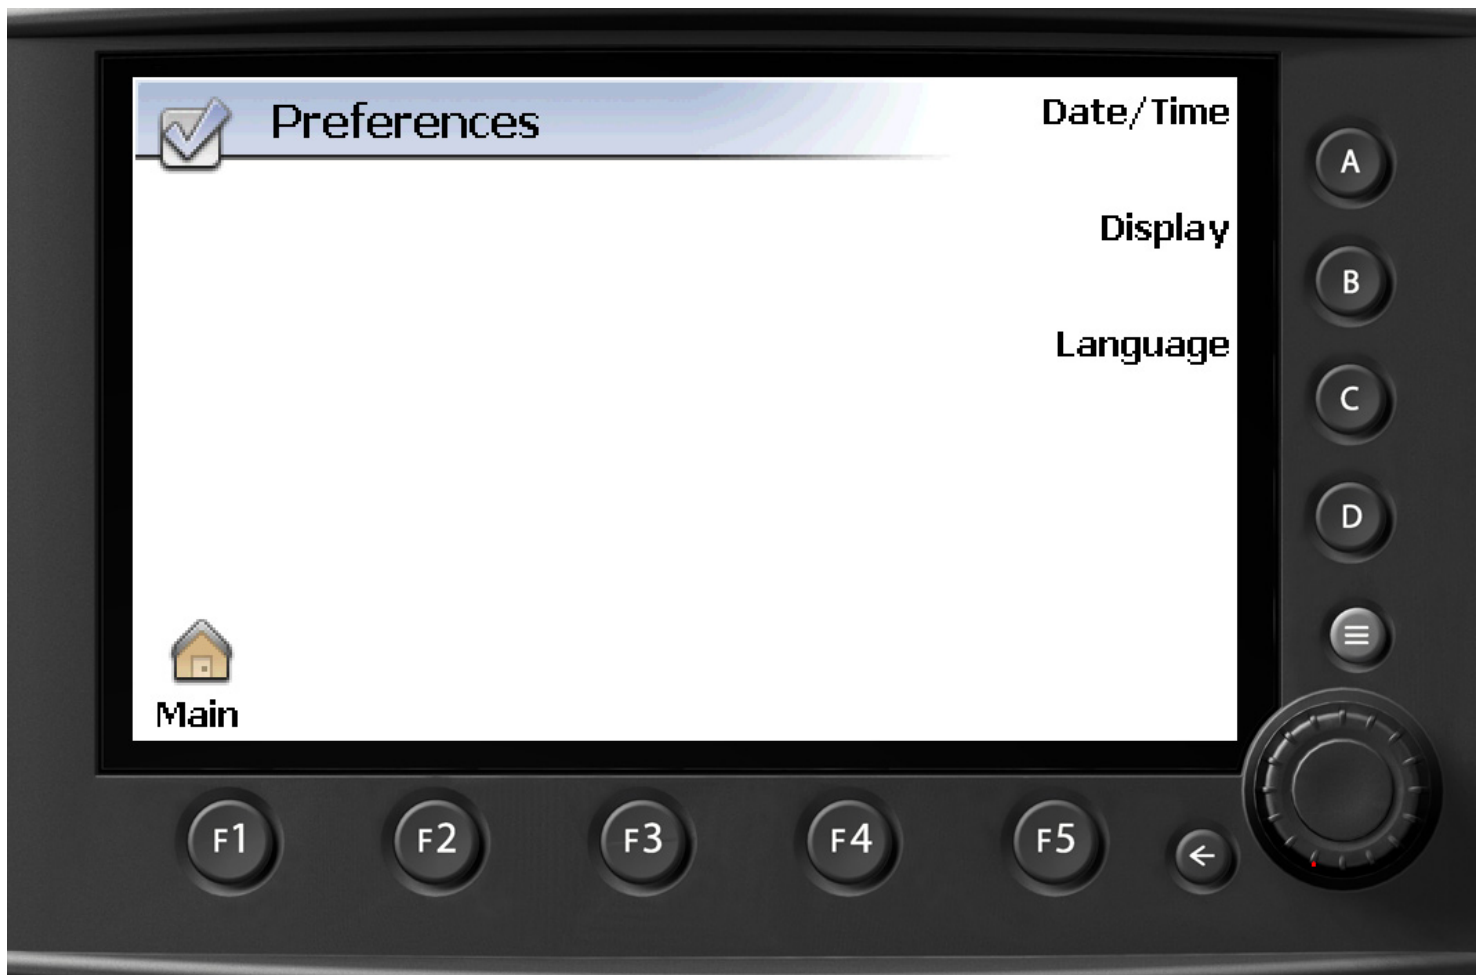 Preferences
Date/Time
A
Display
B
Language
C
D
Main
F1 F2 F3 F4 F5